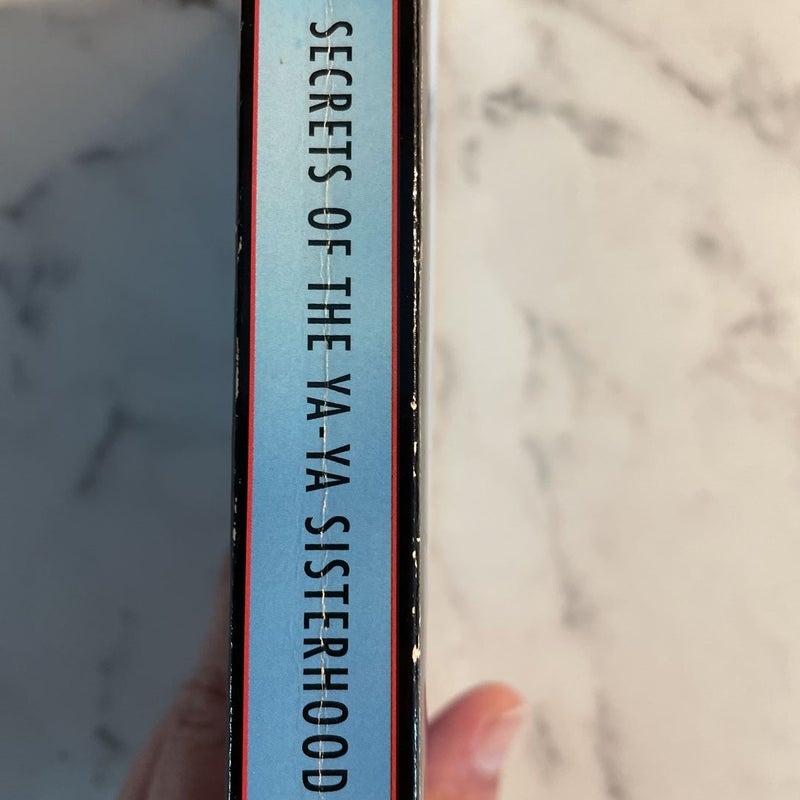 SECRETS OF THE YA-YA SISTERHOOD